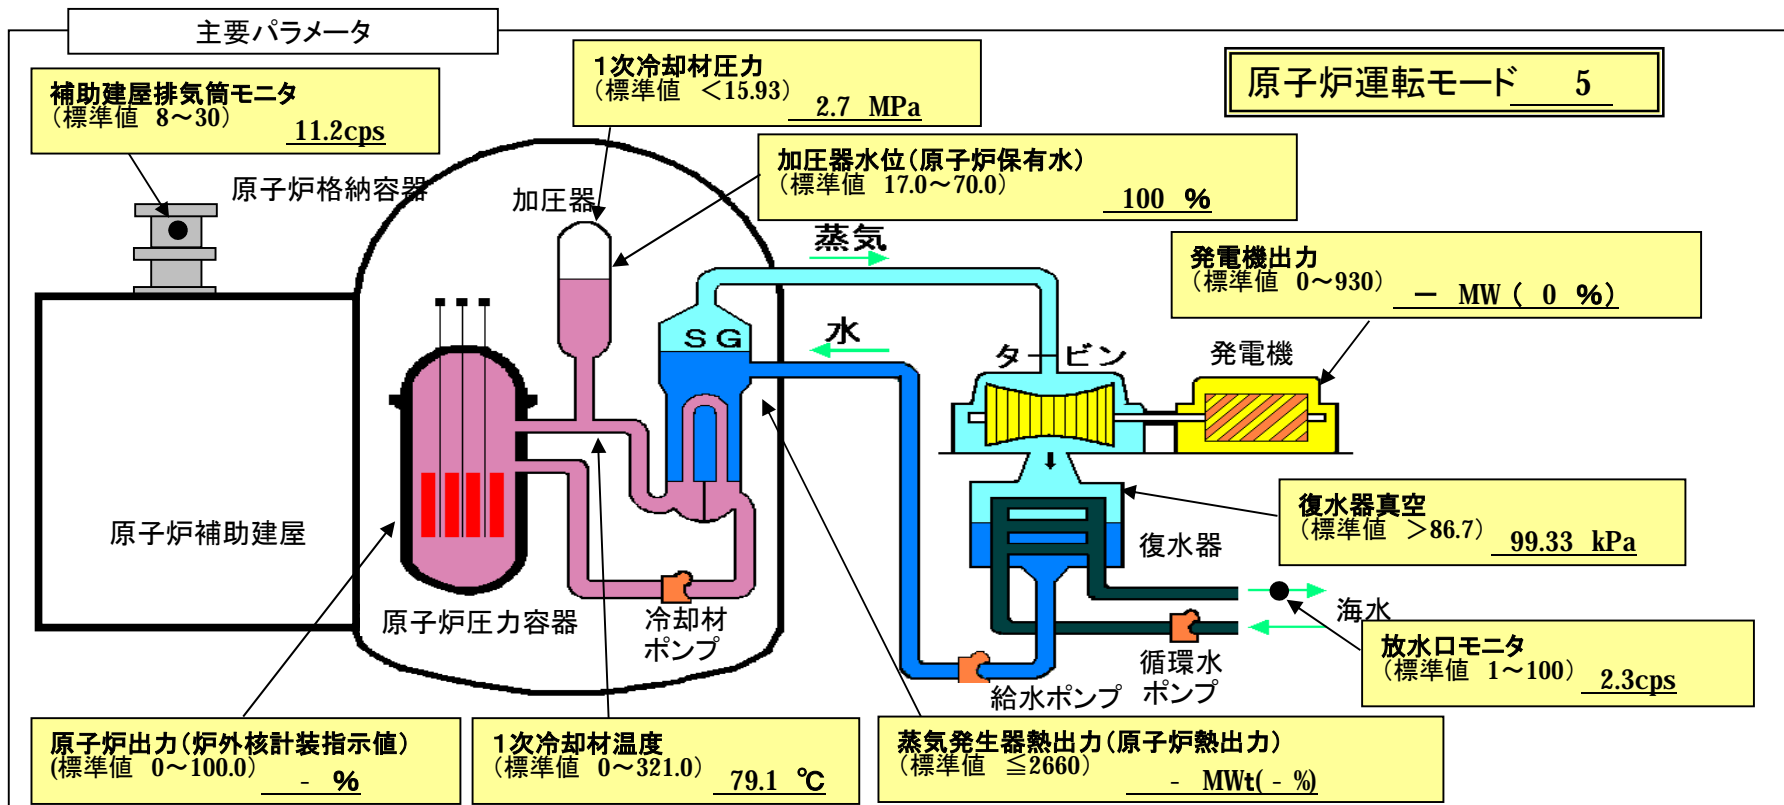 主要パラメータ
補助建屋排気筒モニタ
(標準値 8～30) 11.2cps
1次冷却材圧力
(標準値 ＜15.93) 2.7 MPa
原子炉運転モード 5
加圧器水位(原子炉保有水)
(標準値 17.0～70.0) 100 %
原子炉格納容器
加圧器
蒸気
発電機出力
(標準値 0～930) － MW ( 0 %)
水
SG
タービン
発電機
原子炉補助建屋
復水器真空
(標準値 ＞86.7) 99.33 kPa
復水器
原子炉圧力容器
冷却材
ポンプ
海水
循環水
ポンプ
給水ポンプ
放水口モニタ
(標準値 1～100) 2.3cps
原子炉出力(炉外核計装指示値)
(標準値 0～100.0) - %
1次冷却材温度
(標準値 0～321.0) 79.1 ℃
蒸気発生器熱出力(原子炉熱出力)
(標準値 ≦2660) - MWt( - %)